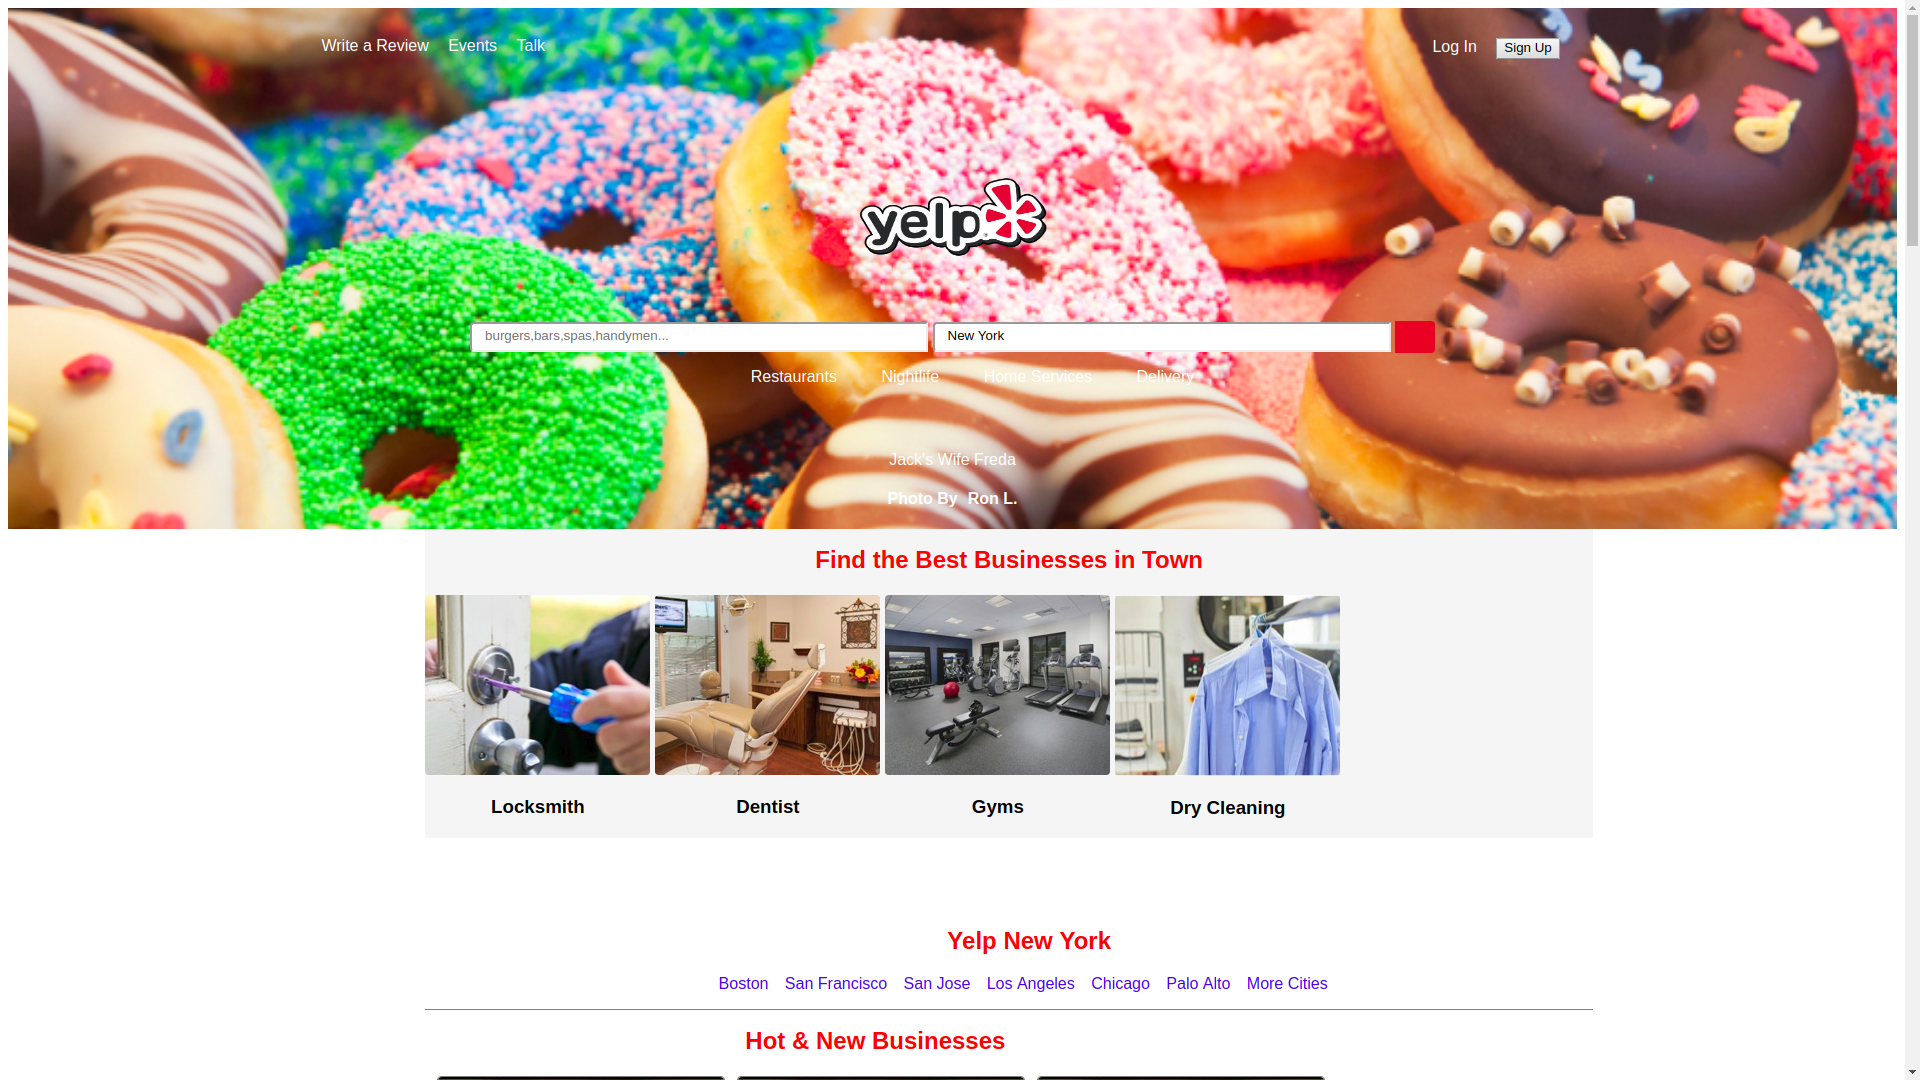 Write a Review Events Talk
Log In Sign Up
yelp
burgers,bars,spas,handymen... New York
Restaurants Nightlife Home Services Delivery
Jack's Wife Freda
Photo By Ron L.
Find the Best Businesses in Town
Locksmith Dentist Gyms Dry Cleaning
Yelp New York
Boston San Francisco San Jose Los Angeles Chicago Palo Alto More Cities
Hot & New Businesses